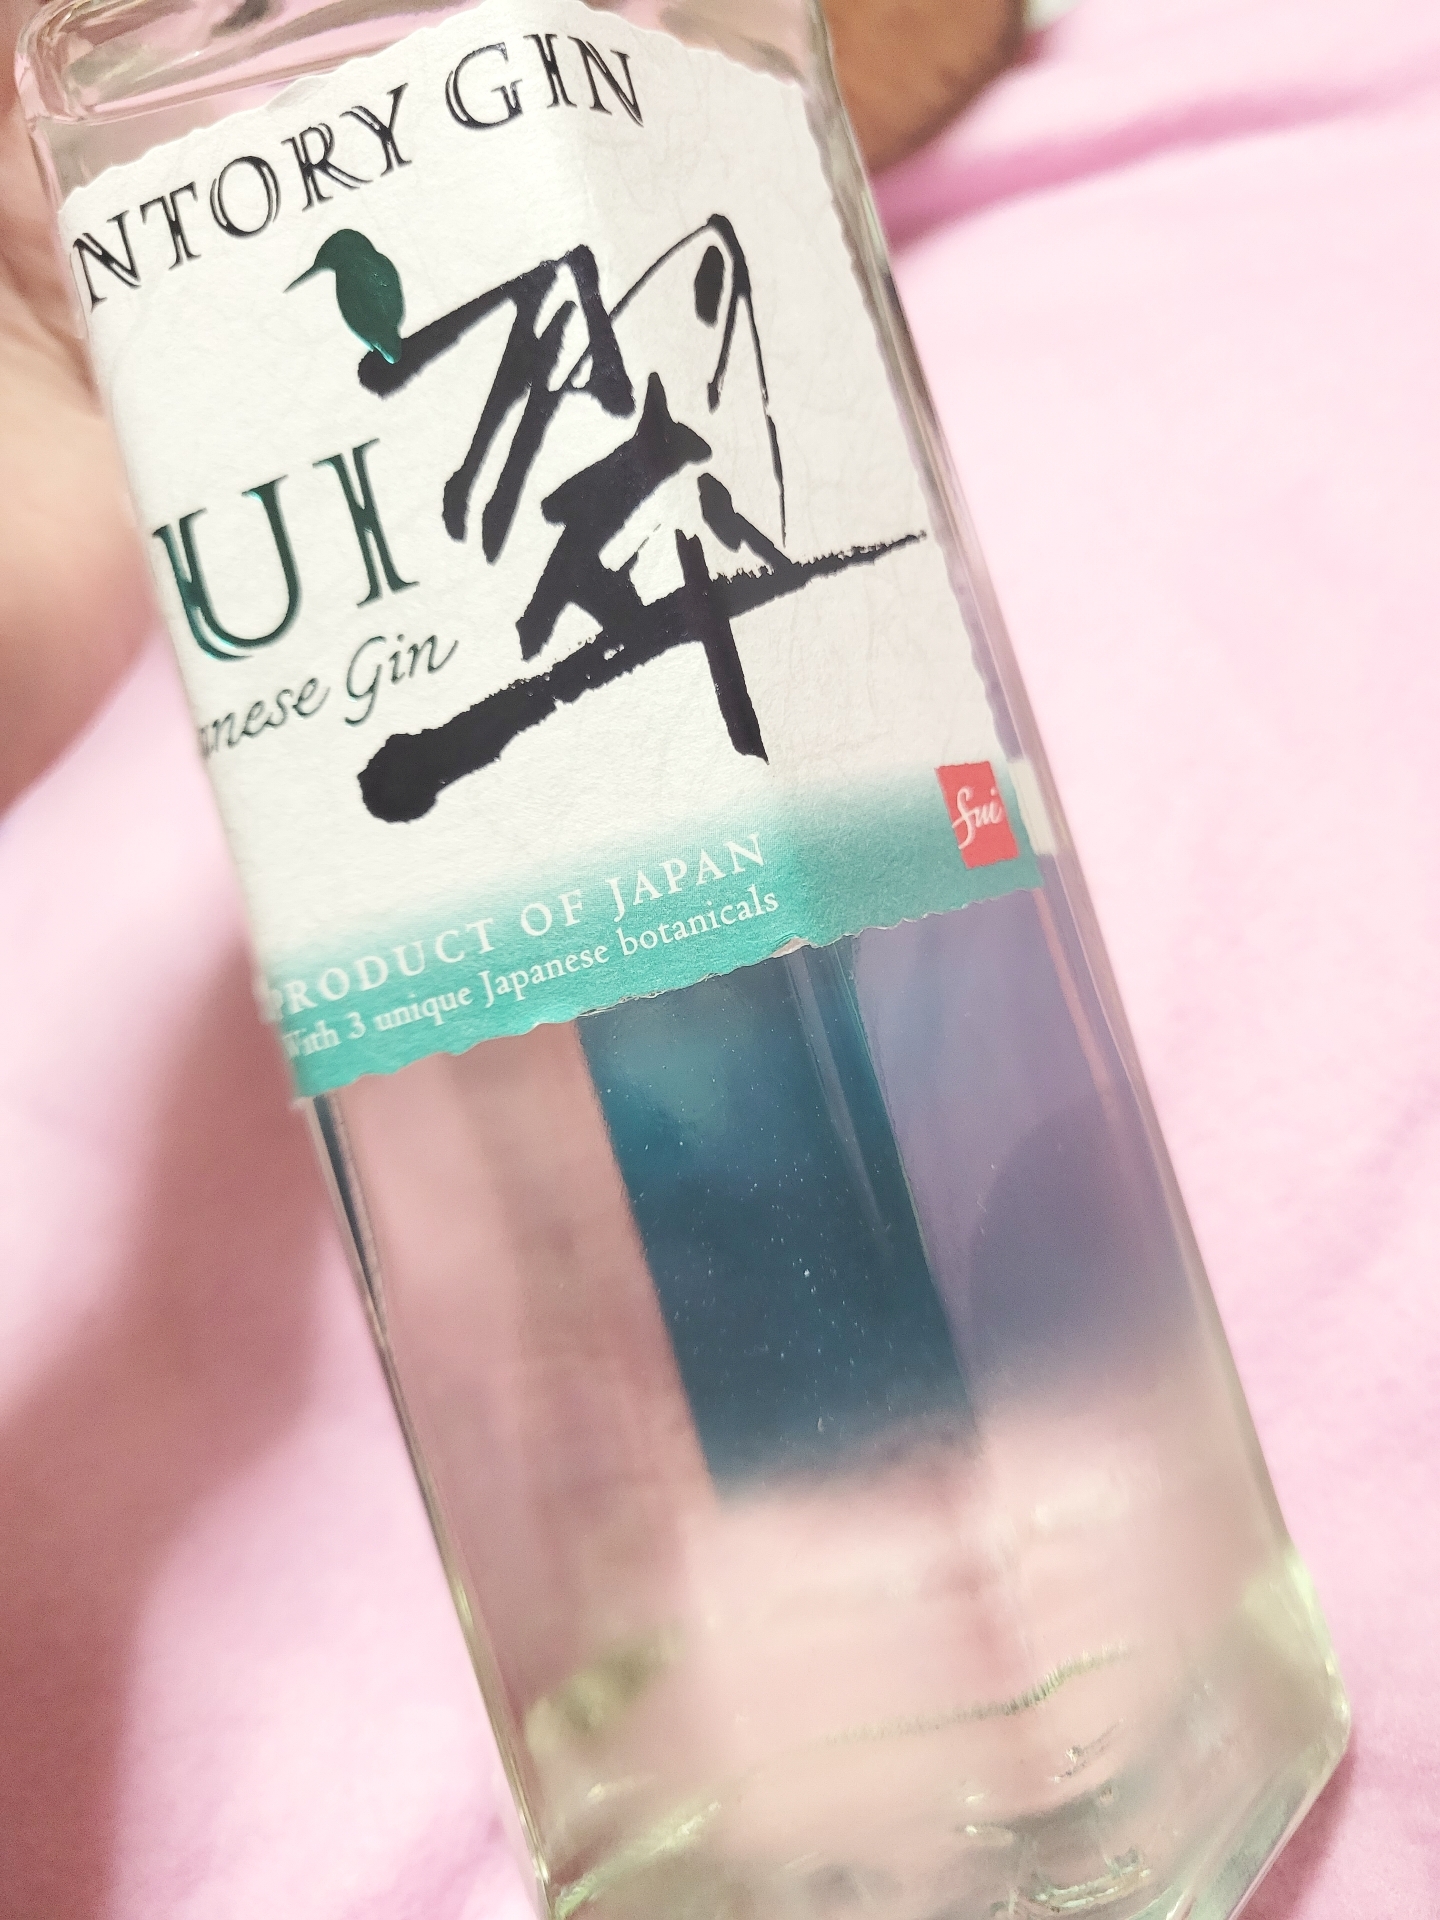 NTORY GIN
翠
UI
anese Gin
sui
PRODUCT OF JAPAN
With 3 unique Japanese botanicals